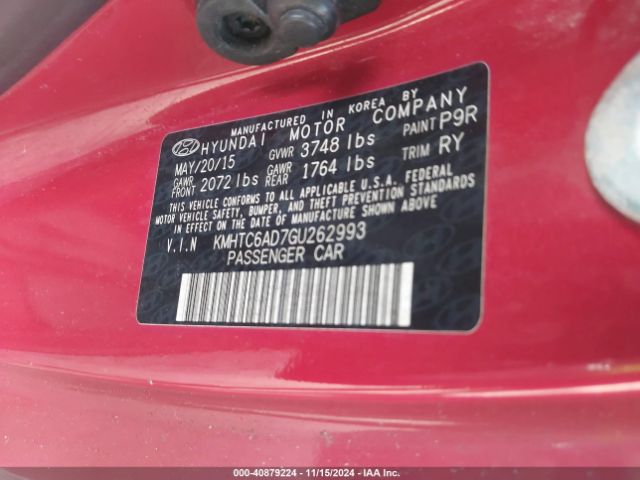 MANUFACTURED IN KOREA BY
HYUNDAI MOTOR COMPANY
MAY/20/15 GVWR 3748 lbs PAINT P9R
GAWR FRONT 2072 lbs GAWR REAR 1764 lbs TRIM RY
THIS VEHICLE CONFORMS TO ALL APPLICABLE U.S.A. FEDERAL
MOTOR VEHICLE SAFETY, BUMPER, AND THEFT PREVENTION STANDARDS
IN EFFECT ON THE DATE OF MANUFACTURE SHOWN ABOVE.
V.I.N KMHTC6AD7GU262993
PASSENGER CAR
000-40879224 - 11/15/2024 - IAA, Inc.